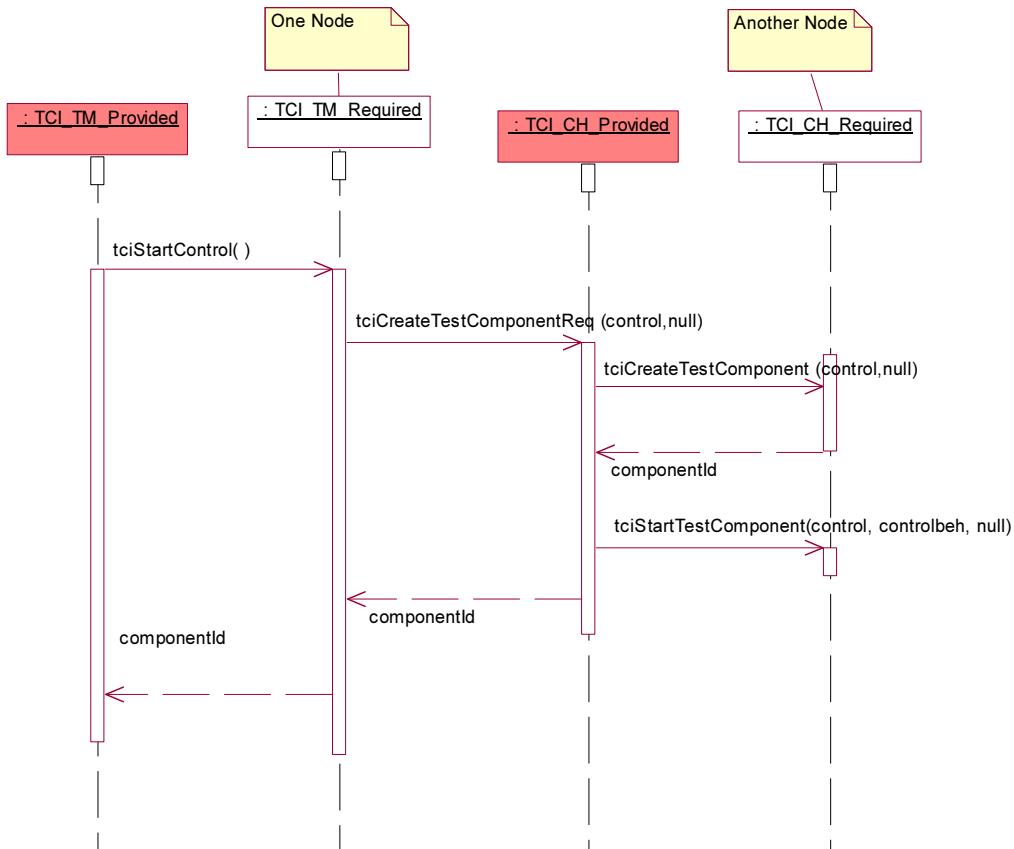 One Node
Another Node
: TCI_TM_Provided
: TCI_TM_Required
: TCI_CH_Provided
: TCI_CH_Required
tciStartControl( )
tciCreateTestComponentReq (control,null)
tciCreateTestComponent (control,null)
componentId
tciStartTestComponent(control, controlbeh, null)
componentId
componentId